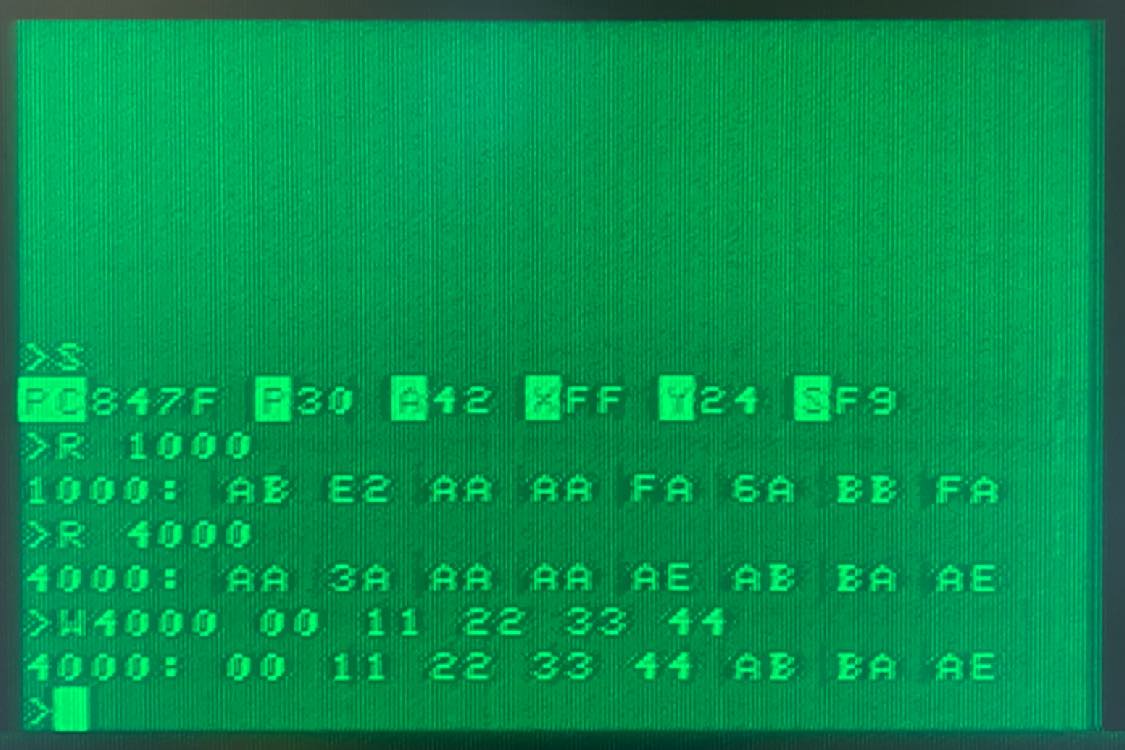 >S
PC847F P30 A42 XFF Y24 SF9
>R 1000
1000: AB E2 AA AA FA 6A BB FA
>R 4000
4000: AA 3A AA AA AE AB BA AE
>W4000 00 11 22 33 44
4000: 00 11 22 33 44 AB BA AE
>